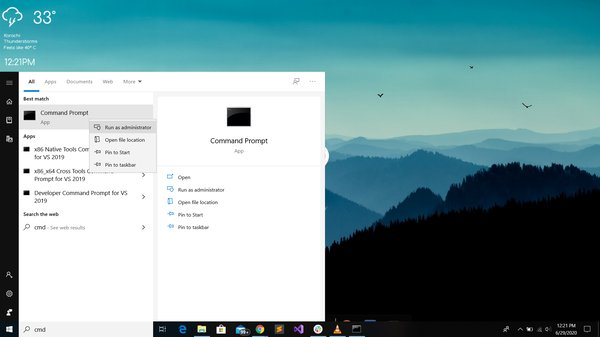 33°
Karachi
Thunderstorms
Feels like 40° C
12:21PM
All Apps Documents Web More
Best match
Command Prompt
App
Run as administrator
Open file location
Pin to Start
Pin to taskbar
Apps
x86 Native Tools Com
for VS 2019
x86_x64 Cross Tools Command
Prompt for VS 2019
Developer Command Prompt for VS
2019
Search the web
cmd - See web results
Command Prompt
App
Open
Run as administrator
Open file location
Pin to Start
Pin to taskbar
cmd
99+
12:21 PM
6/29/2020